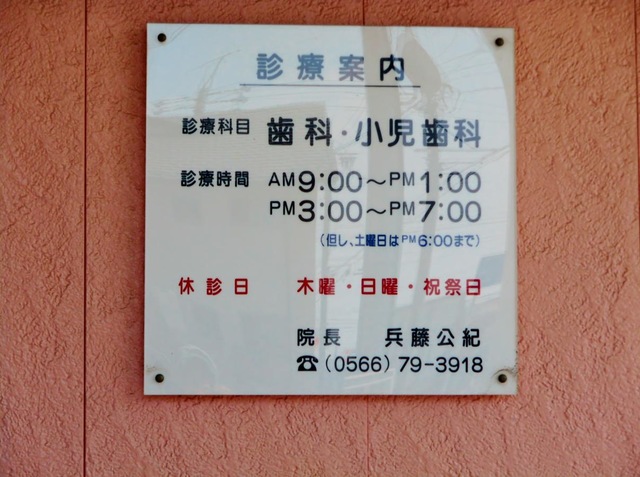 診療案内
診療科目 歯科・小児歯科
診療時間 AM9:00～PM1:00
PM3:00～PM7:00
(但し、土曜日はPM6:00まで)
休診日 木曜・日曜・祝祭日
院長 兵藤公紀
☎(0566)79-3918